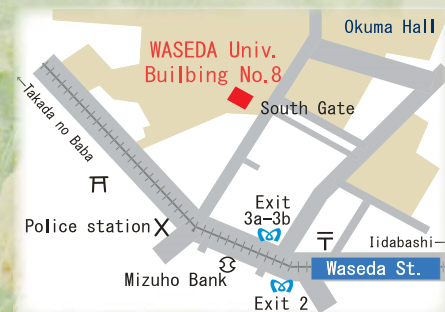 Okuma Hall
WASEDA Univ.
Builbing No.8
South Gate
←Takada no Baba
Exit
3a-3b
Police station
Iidabashi
Waseda St.
Mizuho Bank
Exit 2